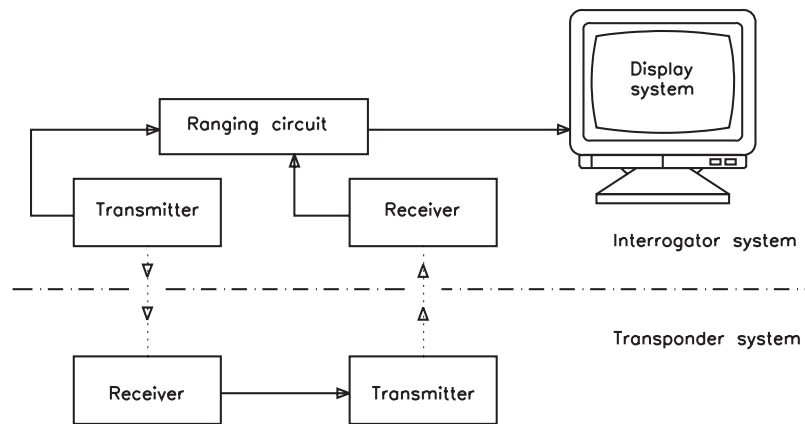 Display
system
Ranging circuit
Transmitter
Receiver
Interrogator system
Transponder system
Receiver
Transmitter